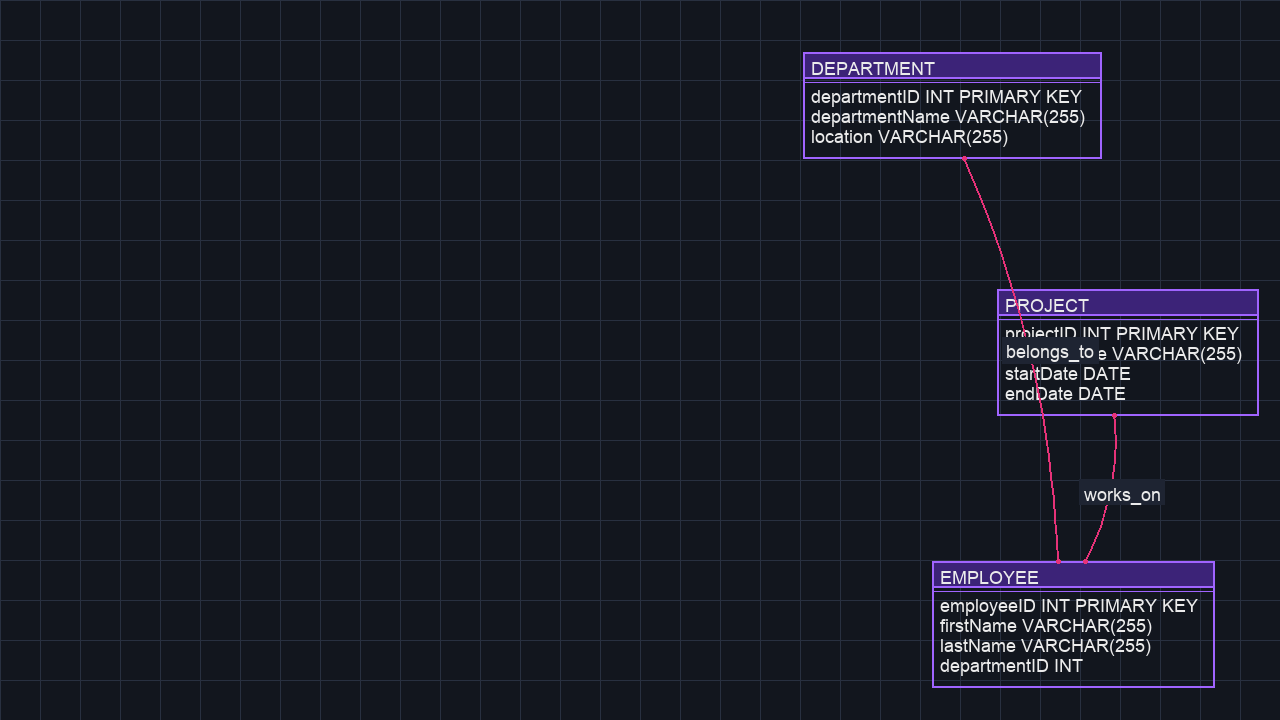 DEPARTMENT
departmentID INT PRIMARY KEY
departmentName VARCHAR(255)
location VARCHAR(255)
PROJECT
projectID INT PRIMARY KEY
belongs_to
VARCHAR(255)
startDate DATE
endDate DATE
works_on
EMPLOYEE
employeeID INT PRIMARY KEY
firstName VARCHAR(255)
lastName VARCHAR(255)
departmentID INT